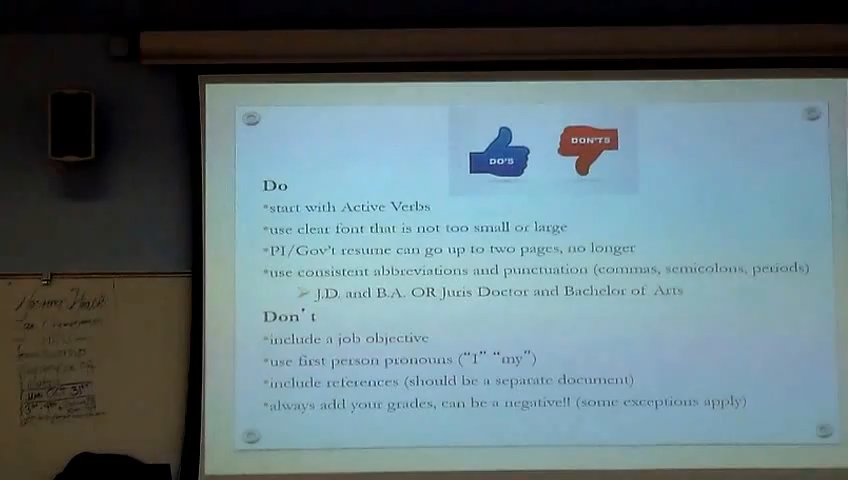 DO'S
DON'TS
Do
*start with Active Verbs
*use clear font that is not too small or large
*PI/Gov't resume can go up to two pages, no longer
*use consistent abbreviations and punctuation (commas, semicolons, periods)
➢ J.D. and B.A. OR Juris Doctor and Bachelor of Arts
Don't
*include a job objective
*use first person pronouns ("I" "my")
*include references (should be a separate document)
*always add your grades, can be a negative!! (some exceptions apply)